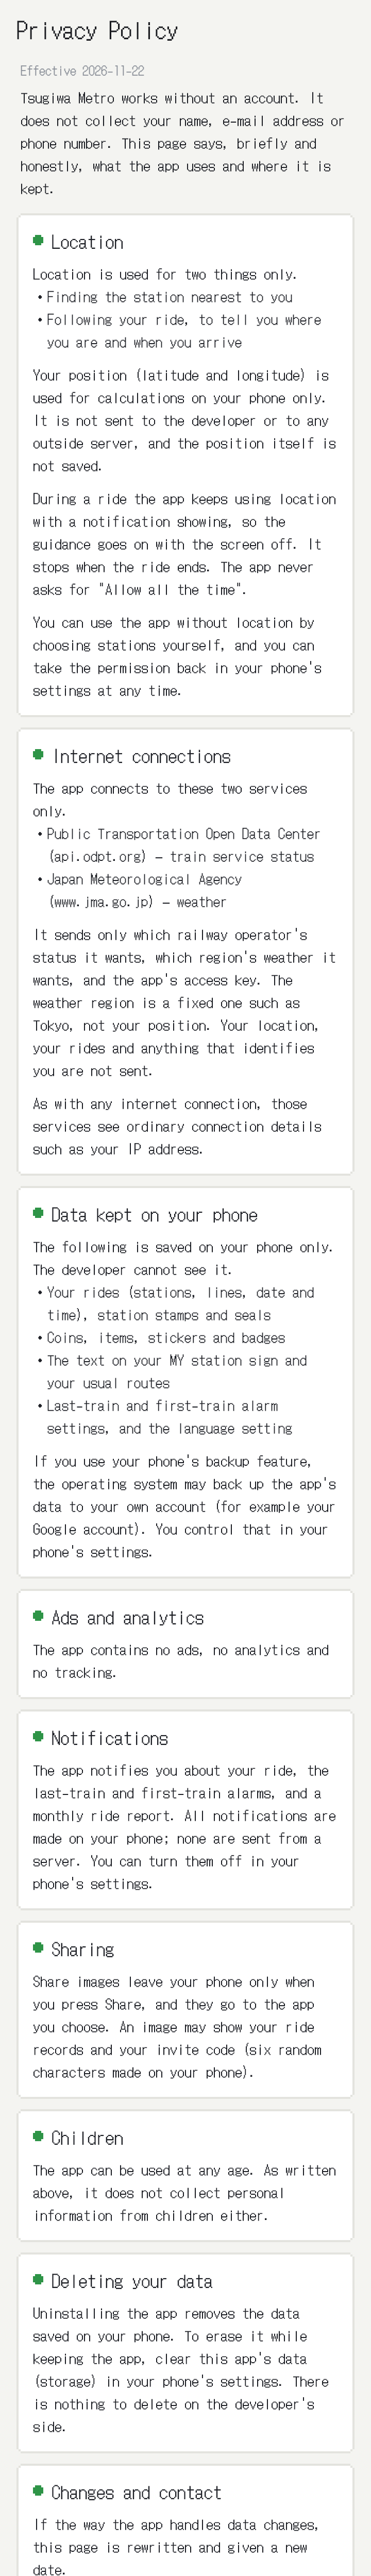 Privacy Policy
Effective 2026-11-22
Tsugiwa Metro works without an account. It
does not collect your name, e-mail address or
phone number. This page says, briefly and
honestly, what the app uses and where it is
kept.
Location
Location is used for two things only.
• Finding the station nearest to you
• Following your ride, to tell you where
you are and when you arrive
Your position (latitude and longitude) is
used for calculations on your phone only.
It is not sent to the developer or to any
outside server, and the position itself is
not saved.
During a ride the app keeps using location
with a notification showing, so the
guidance goes on with the screen off. It
stops when the ride ends. The app never
asks for "Allow all the time".
You can use the app without location by
choosing stations yourself, and you can
take the permission back in your phone's
settings at any time.
Internet connections
The app connects to these two services
only.
• Public Transportation Open Data Center
(api.odpt.org) – train service status
• Japan Meteorological Agency
(www.jma.go.jp) – weather
It sends only which railway operator's
status it wants, which region's weather it
wants, and the app's access key. The
weather region is a fixed one such as
Tokyo, not your position. Your location,
your rides and anything that identifies
you are not sent.
As with any internet connection, those
services see ordinary connection details
such as your IP address.
Data kept on your phone
The following is saved on your phone only.
The developer cannot see it.
• Your rides (stations, lines, date and
time), station stamps and seals
• Coins, items, stickers and badges
• The text on your MY station sign and
your usual routes
• Last-train and first-train alarm
settings, and the language setting
If you use your phone's backup feature,
the operating system may back up the app's
data to your own account (for example your
Google account). You control that in your
phone's settings.
Ads and analytics
The app contains no ads, no analytics and
no tracking.
Notifications
The app notifies you about your ride, the
last-train and first-train alarms, and a
monthly ride report. All notifications are
made on your phone; none are sent from a
server. You can turn them off in your
phone's settings.
Sharing
Share images leave your phone only when
you press Share, and they go to the app
you choose. An image may show your ride
records and your invite code (six random
characters made on your phone).
Children
The app can be used at any age. As written
above, it does not collect personal
information from children either.
Deleting your data
Uninstalling the app removes the data
saved on your phone. To erase it while
keeping the app, clear this app's data
(storage) in your phone's settings. There
is nothing to delete on the developer's
side.
Changes and contact
If the way the app handles data changes,
this page is rewritten and given a new
date.